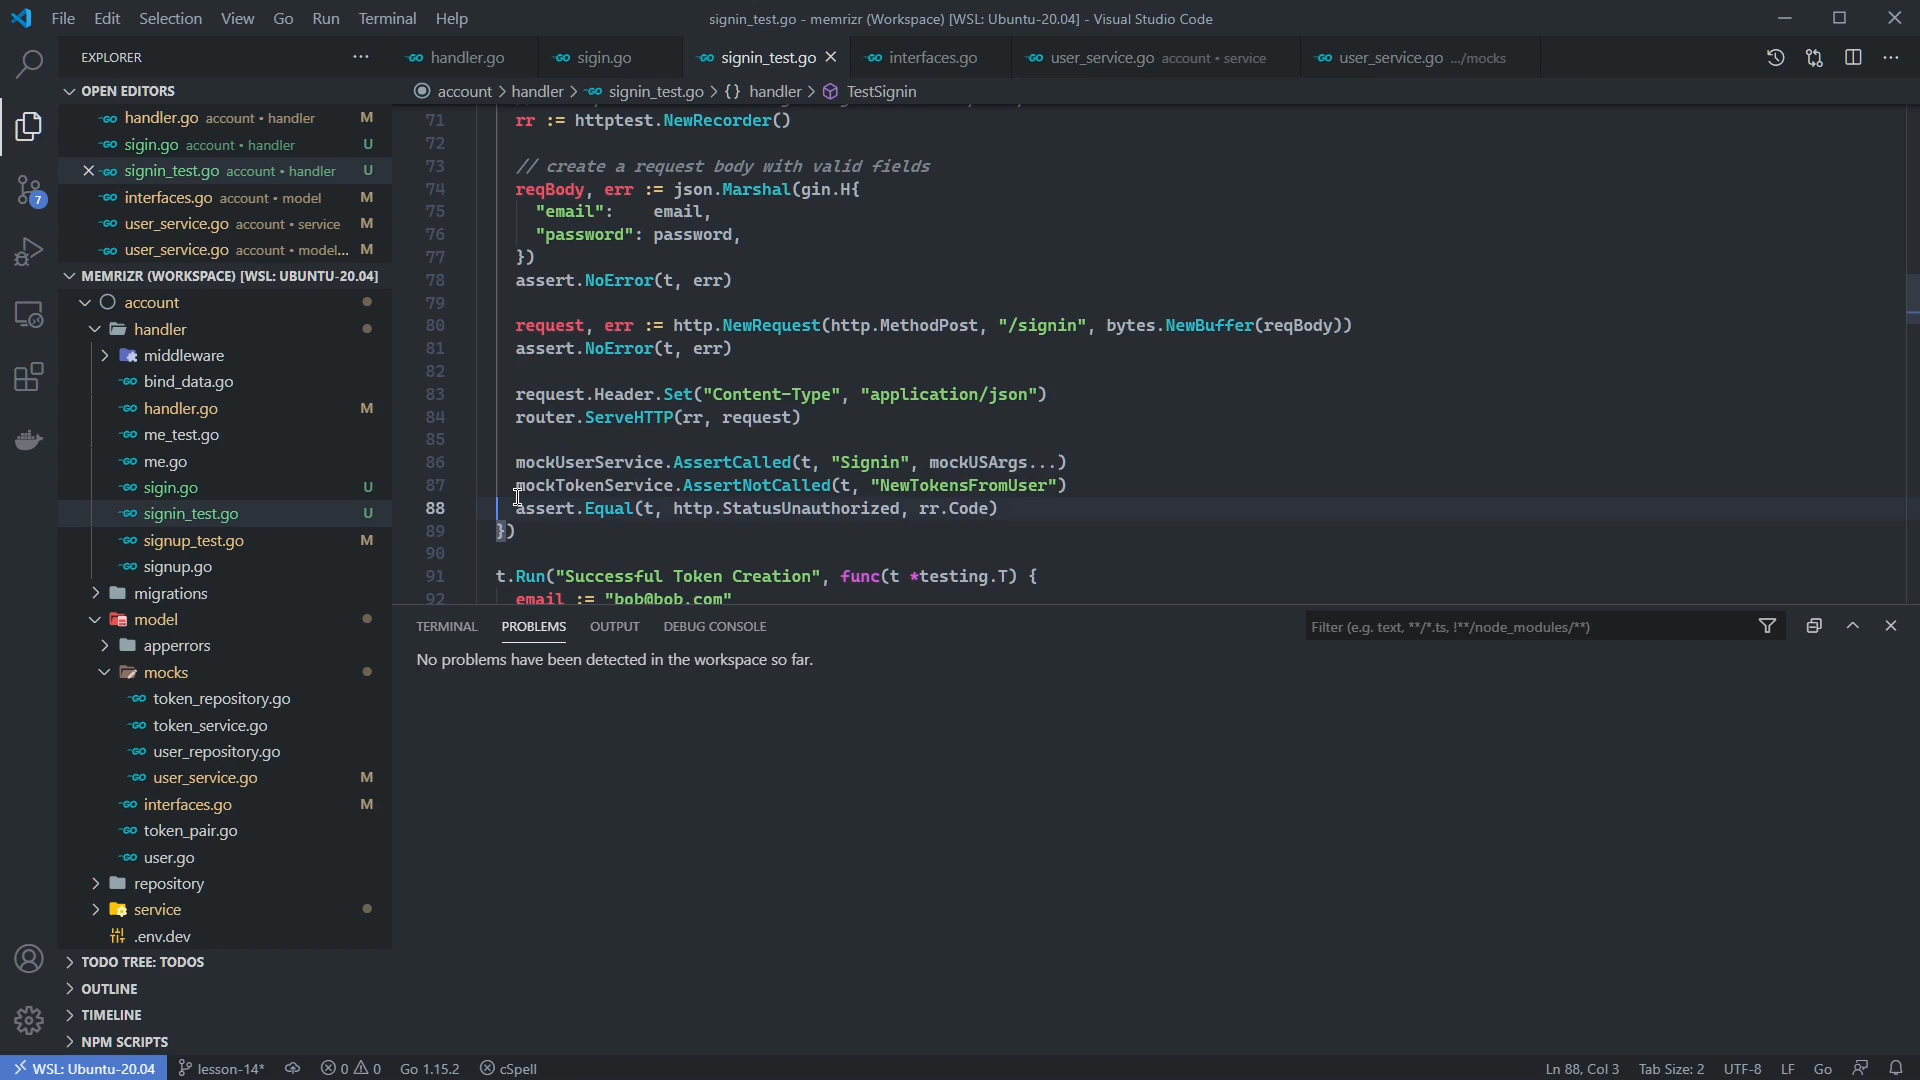 File Edit Selection View Go Run Terminal Help
signin_test.go - memrizr (Workspace) [WSL: Ubuntu-20.04] - Visual Studio Code
EXPLORER
handler.go
sigin.go
signin_test.go
interfaces.go
user_service.go account • service
user_service.go .../mocks
OPEN EDITORS
account > handler > signin_test.go > {} handler > TestSignin
handler.go account • handler M
sigin.go account • handler U
signin_test.go account • handler U
interfaces.go account • model M
user_service.go account • service M
user_service.go account • model... M
MEMRIZR (WORKSPACE) [WSL: UBUNTU-20.04]
account
handler
middleware
bind_data.go
handler.go M
me_test.go
me.go
sigin.go U
signin_test.go U
signup_test.go M
signup.go
migrations
model
apperrors
mocks
token_repository.go
token_service.go
user_repository.go
user_service.go M
interfaces.go M
token_pair.go
user.go
repository
service
.env.dev
TODO TREE: TODOS
OUTLINE
TIMELINE
NPM SCRIPTS
7
71 rr := httptest.NewRecorder()
72
73 // create a request body with valid fields
74 reqBody, err := json.Marshal(gin.H{
75 "email": email,
76 "password": password,
77 })
78 assert.NoError(t, err)
79
80 request, err := http.NewRequest(http.MethodPost, "/signin", bytes.NewBuffer(reqBody))
81 assert.NoError(t, err)
82
83 request.Header.Set("Content-Type", "application/json")
84 router.ServeHTTP(rr, request)
85
86 mockUserService.AssertCalled(t, "Signin", mockUSArgs...)
87 mockTokenService.AssertNotCalled(t, "NewTokensFromUser")
88 assert.Equal(t, http.StatusUnauthorized, rr.Code)
89 })
90
91 t.Run("Successful Token Creation", func(t *testing.T) {
92 email := "bob@bob.com"
TERMINAL PROBLEMS OUTPUT DEBUG CONSOLE
Filter (e.g. text, **/*.ts, !**/node_modules/**)
No problems have been detected in the workspace so far.
WSL: Ubuntu-20.04 lesson-14* 0 0 Go 1.15.2 cSpell
Ln 88, Col 3 Tab Size: 2 UTF-8 LF Go